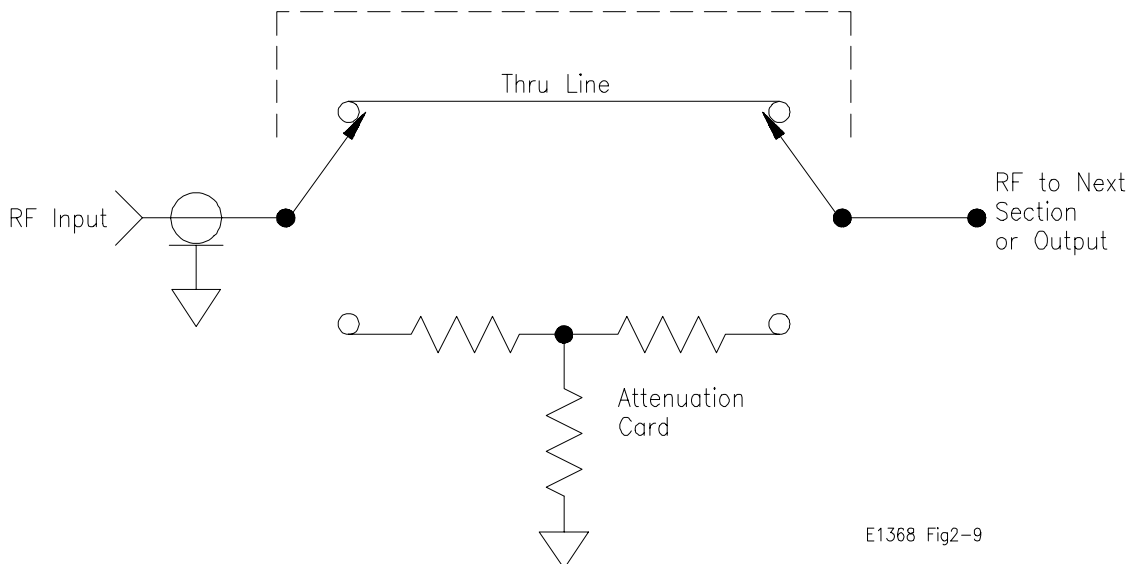 Thru Line
RF Input
RF to Next
Section
or Output
Attenuation
Card
E1368 Fig2-9